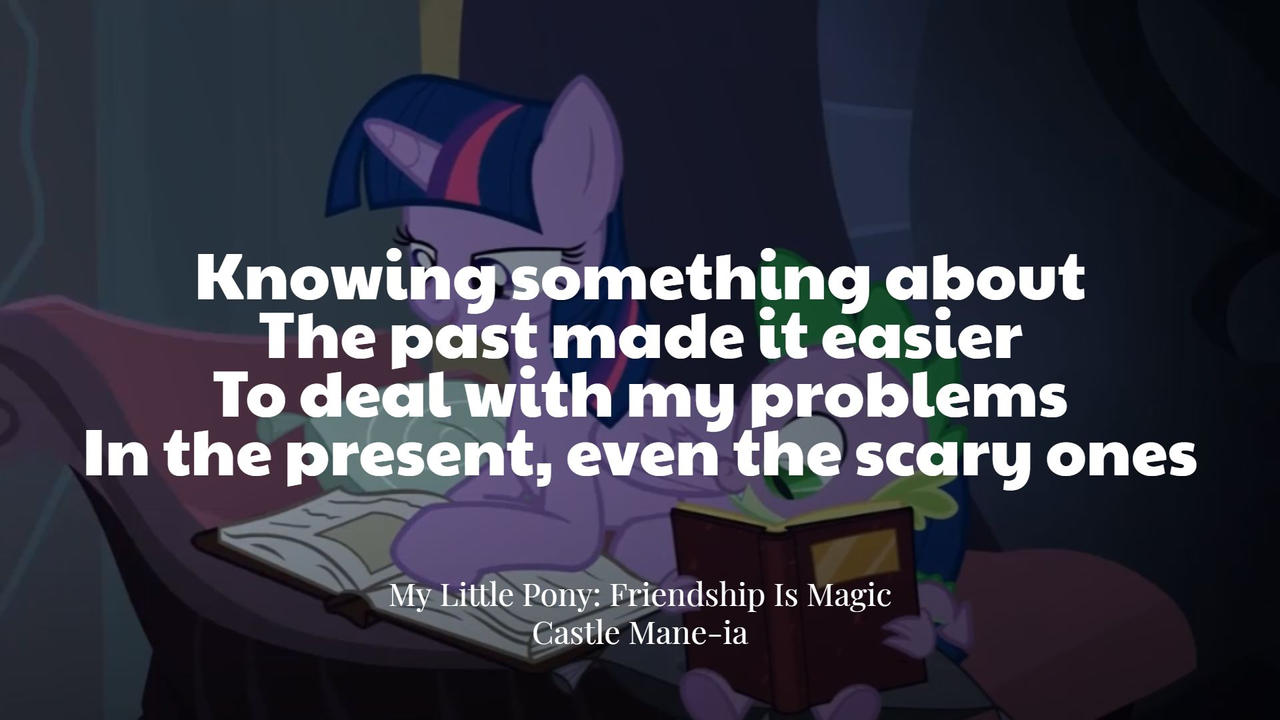 Knowing something about
The past made it easier
To deal with my problems
In the present, even the scary ones
My Little Pony: Friendship Is Magic
Castle Mane-ia